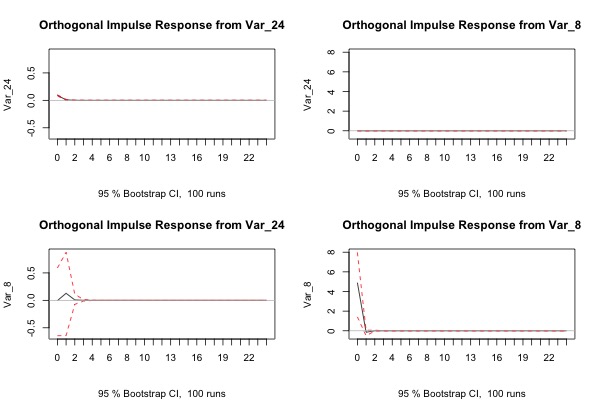 Orthogonal Impulse Response from Var_24
Var_24
0.5
0.0
-0.5
0 2 4 6 8 10 13 16 19 22
95 % Bootstrap CI, 100 runs
Orthogonal Impulse Response from Var_8
Var_24
8
6
4
2
0
0 2 4 6 8 10 13 16 19 22
95 % Bootstrap CI, 100 runs
Orthogonal Impulse Response from Var_24
Var_8
0.5
0.0
-0.5
0 2 4 6 8 10 13 16 19 22
95 % Bootstrap CI, 100 runs
Orthogonal Impulse Response from Var_8
Var_8
8
6
4
2
0
0 2 4 6 8 10 13 16 19 22
95 % Bootstrap CI, 100 runs